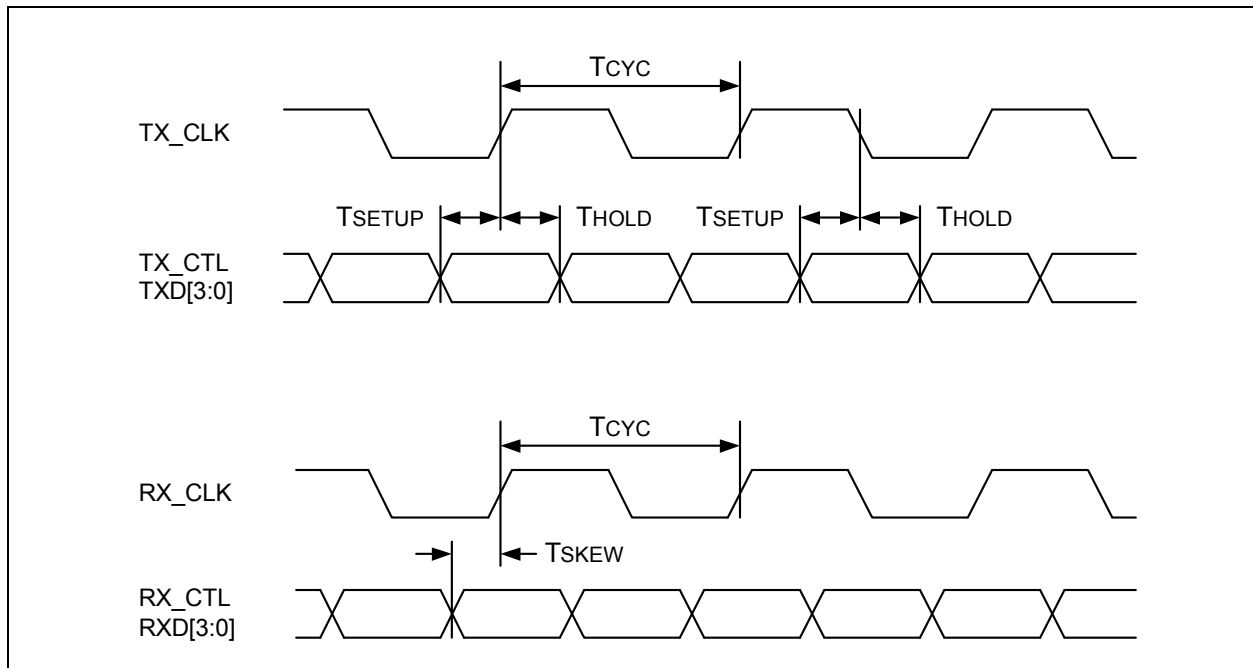 TCYC
TX_CLK
TSETUP THOLD TSETUP THOLD
TX_CTL
TXD[3:0]
TCYC
RX_CLK
TSKEW
RX_CTL
RXD[3:0]